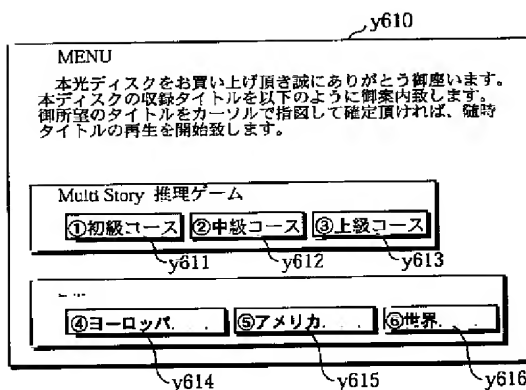 y610
MENU
本光ディスクをお買い上げ頂き誠にありがとう御座います。
本ディスクの収録タイトルを以下のように御案内致します。
御所望のタイトルをカーソルで指図して確定頂ければ、随時
タイトルの再生を開始致します。
Multi Story 推理ゲーム
①初級コース ②中級コース ③上級コース
y611 y612 y613
④ヨーロッパ. . . ⑤アメリカ. . . ⑥世界. . .
y614 y615 y616